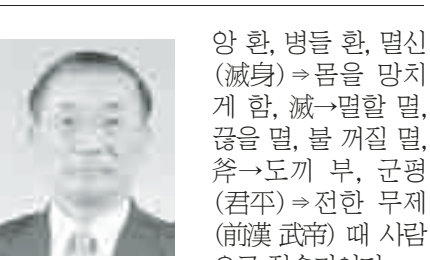 앙 환, 병들 환, 멸신
(滅身)⇒몸을 망치
게 함, 滅→멸할 멸,
끊을 멸, 불 꺼질 멸,
斧→도끼 부, 군평
(君平)⇒전한 무제
(前漢 武帝) 때 사람